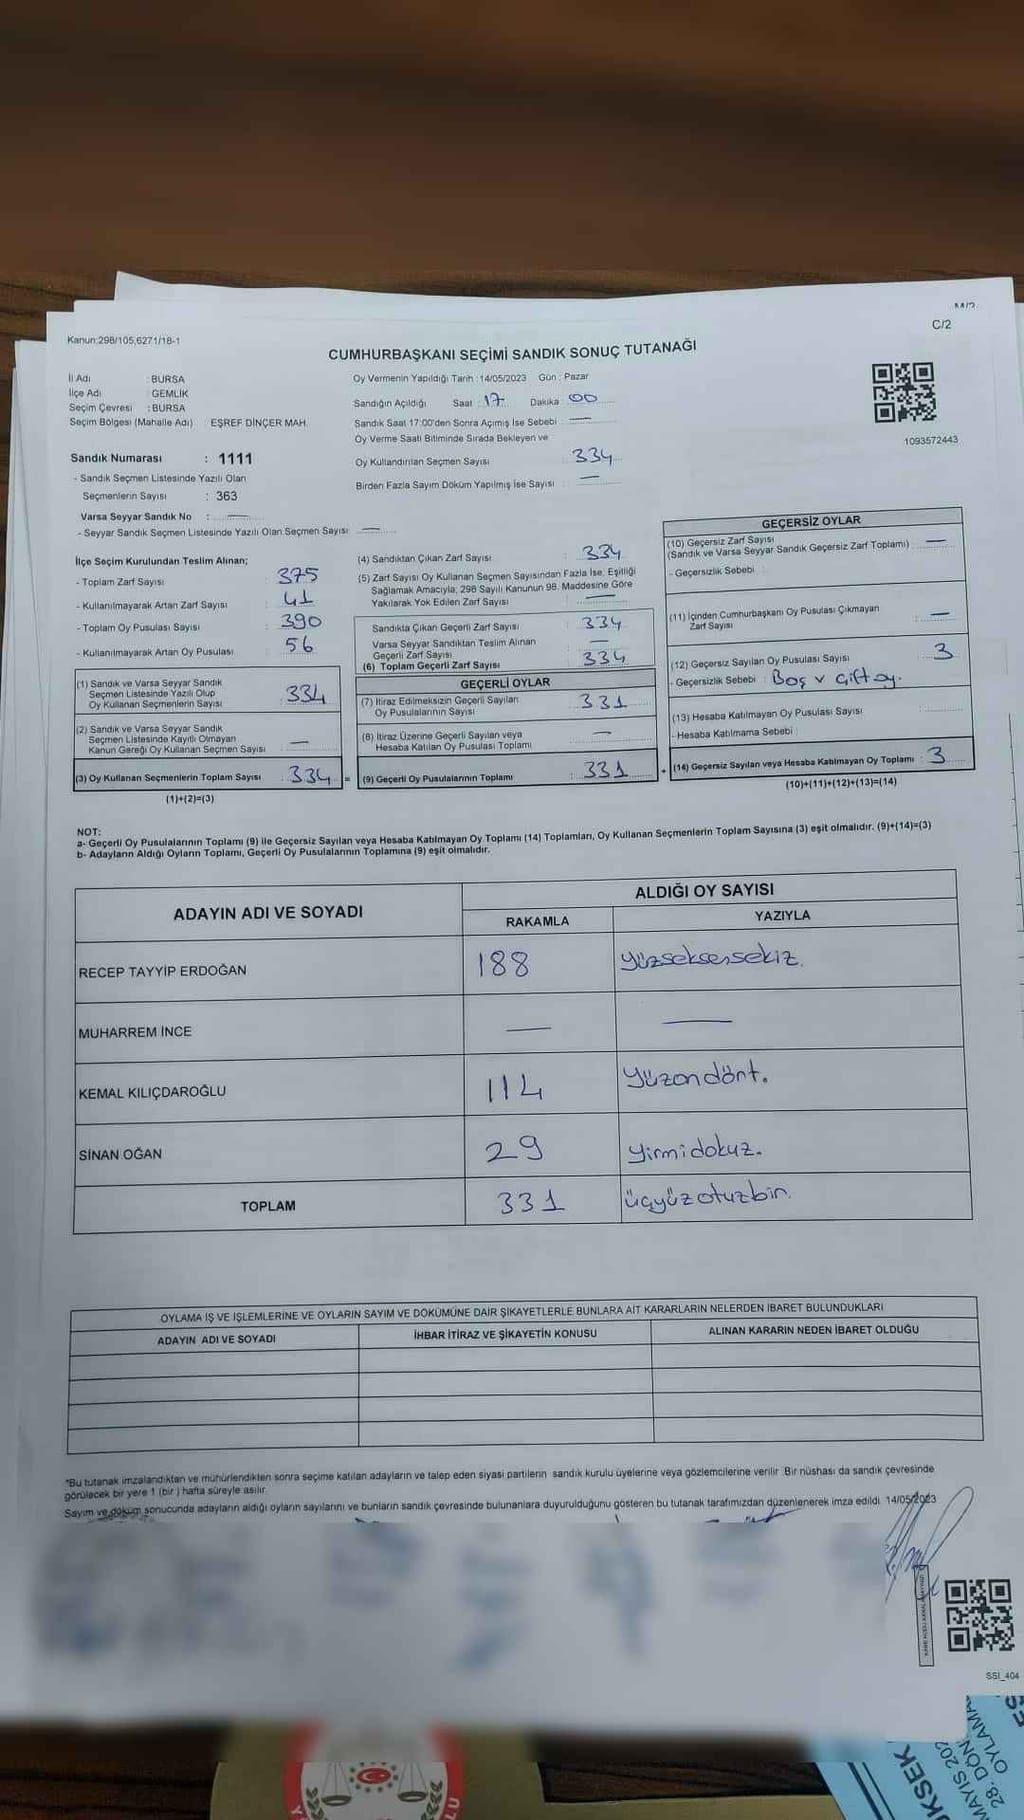 M/2
C/2
Kanun:298/105,6271/18-1
CUMHURBAŞKANI SEÇİMİ SANDIK SONUÇ TUTANAĞI
İl Adı : BURSA
İlçe Adı : GEMLİK
Seçim Çevresi : BURSA
Seçim Bölgesi (Mahalle Adı) : EŞREF DİNÇER MAH.
Oy Vermenin Yapıldığı Tarih : 14/05/2023 Gün : Pazar
Sandığın Açıldığı Saat : 17 Dakika : 00
Sandık Saat 17:00'den Sonra Açımış İse Sebebi : —
Oy Verme Saati Bitiminde Sırada Bekleyen ve
Oy Kullandırılan Seçmen Sayısı : 334
Birden Fazla Sayım Döküm Yapılmış İse Sayısı : —
1093572443
Sandık Numarası : 1111
- Sandık Seçmen Listesinde Yazılı Olan
Seçmenlerin Sayısı : 363
Varsa Seyyar Sandık No : —
- Seyyar Sandık Seçmen Listesinde Yazılı Olan Seçmen Sayısı : —
İlçe Seçim Kurulundan Teslim Alınan;
- Toplam Zarf Sayısı : 375
- Kullanılmayarak Artan Zarf Sayısı : 41
- Toplam Oy Pusulası Sayısı : 390
- Kullanılmayarak Artan Oy Pusulası : 56
(1) Sandık ve Varsa Seyyar Sandık
Seçmen Listesinde Yazılı Olup
Oy Kullanan Seçmenlerin Sayısı : 334
(2) Sandık ve Varsa Seyyar Sandık
Seçmen Listesinde Kayıtlı Olmayan
Kanun Gereği Oy Kullanan Seçmen Sayısı : —
(3) Oy Kullanan Seçmenlerin Toplam Sayısı : 334 =
(1)+(2)=(3)
(4) Sandıktan Çıkan Zarf Sayısı : 334
(5) Zarf Sayısı Oy Kullanan Seçmen Sayısından Fazla İse, Eşitliği
Sağlamak Amacıyla, 298 Sayılı Kanunun 98. Maddesine Göre
Yakılarak Yok Edilen Zarf Sayısı : —
Sandıkta Çıkan Geçerli Zarf Sayısı : 334
Varsa Seyyar Sandıktan Teslim Alınan
Geçerli Zarf Sayısı : —
(6) Toplam Geçerli Zarf Sayısı : 334
GEÇERLİ OYLAR
(7) İtiraz Edilmeksizin Geçerli Sayılan
Oy Pusulalarının Sayısı : 331
(8) İtiraz Üzerine Geçerli Sayılan veya
Hesaba Katılan Oy Pusulası Toplamı : —
(9) Geçerli Oy Pusulalarının Toplamı : 331 +
GEÇERSİZ OYLAR
(10) Geçersiz Zarf Sayısı
(Sandık ve Varsa Seyyar Sandık Geçersiz Zarf Toplamı) : —
- Geçersizlik Sebebi :
(11) İçinden Cumhurbaşkanı Oy Pusulası Çıkmayan
Zarf Sayısı : —
(12) Geçersiz Sayılan Oy Pusulası Sayısı : 3
- Geçersizlik Sebebi : Boş v çift oy.
(13) Hesaba Katılmayan Oy Pusulası Sayısı :
- Hesaba Katılmama Sebebi :
(14) Geçersiz Sayılan veya Hesaba Katılmayan Oy Toplamı : 3
(10)+(11)+(12)+(13)=(14)
NOT:
a- Geçerli Oy Pusulalarının Toplamı (9) ile Geçersiz Sayılan veya Hesaba Katılmayan Oy Toplamı (14) Toplamları, Oy Kullanan Seçmenlerin Toplam Sayısına (3) eşit olmalıdır. (9)+(14)=(3)
b- Adayların Aldığı Oyların Toplamı, Geçerli Oy Pusulalarının Toplamına (9) eşit olmalıdır.
ADAYIN ADI VE SOYADI
ALDIĞI OY SAYISI
RAKAMLA YAZIYLA
RECEP TAYYİP ERDOĞAN 188 yüzseksensekiz.
MUHARREM İNCE — —
KEMAL KILIÇDAROĞLU 114 yüzondört.
SİNAN OĞAN 29 yirmidokuz.
TOPLAM 331 üçyüzotuzbir.
OYLAMA İŞ VE İŞLEMLERİNE VE OYLARIN SAYIM VE DÖKÜMÜNE DAİR ŞİKAYETLERLE BUNLARA AİT KARARLARIN NELERDEN İBARET BULUNDUKLARI
ADAYIN ADI VE SOYADI İHBAR İTİRAZ VE ŞİKAYETİN KONUSU ALINAN KARARIN NEDEN İBARET OLDUĞU
*Bu tutanak imzalandıktan ve mühürlendikten sonra seçime katılan adayların ve talep eden siyasi partilerin sandık kurulu üyelerine veya gözlemcilerine verilir. Bir nüshası da sandık çevresinde
görülecek bir yere 1 (bir) hafta süreyle asılır.
Sayım ve döküm sonucunda adayların aldığı oyların sayılarını ve bunların sandık çevresinde bulunanlara duyurulduğunu gösteren bu tutanak tarafımızdan düzenlenerek imza edildi. 14/05/2023
SSI_404
MAYIS 202
28. DÖN
OYLAMA